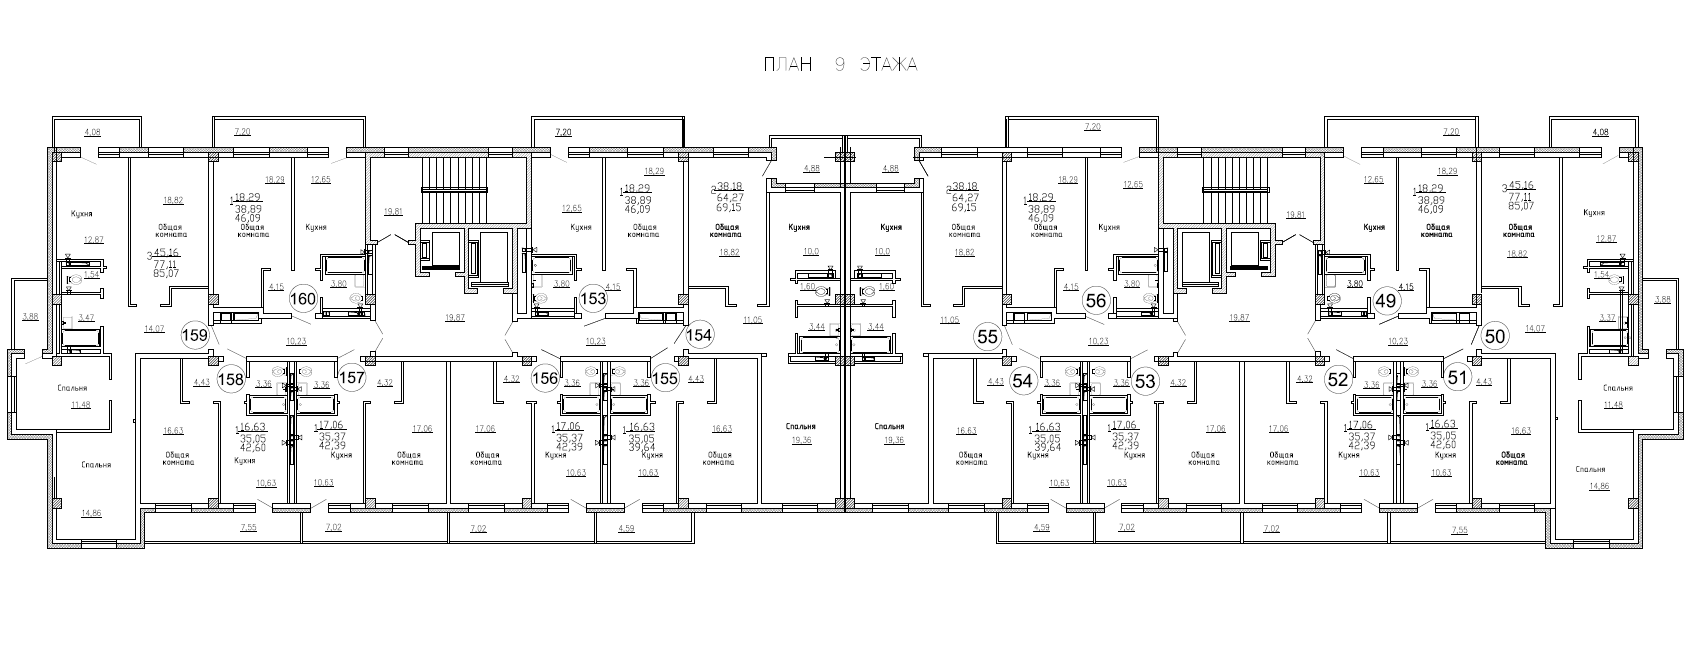 ПЛАН 9 ЭТАЖА
4,08
7,20
7,20
7,20
7,20
4,08
18.29
12,65
4,88
4,88
18,29
18,29
12,65
12,65
18,29
18,82
1 18.29
38,89
46,09
12,65
1 18.29
38,89
46,09
2 38.18
64,27
69,15
2 38.18
64,27
69,15
1 18.29
38,89
46,09
1 18.29
38,89
46,09
3 45.16
77,11
85,07
Кухня
19,81
19,81
Кухня
Общая
комната
Общая
комната
Кухня
Кухня
Общая
комната
Общая
комната
Кухня
Кухня
Общая
комната
Общая
комната
Кухня
Кухня
Общая
комната
Общая
комната
12,87
3 45.16
77,11
85,07
18,82
10,0
10,0
18,82
18,82
12,87
1,54
4,15
3,80
3,80
4,15
1,60
1,60
4,15
3,80
3,80
4,15
1,54
160
153
56
49
3,88
3,47
14,07
159
19,87
154
11,05
11,05
55
19,87
50
14,07
3,37
3,88
10,23
10,23
3,44
3,44
10,23
10,23
Спальня
11,48
4,43
158
3,36
3,36
157
4,32
4,32
156
3,36
3,36
155
4,43
4,43
54
3,36
3,36
53
4,32
4,32
52
3,36
3,36
51
4,43
Спальня
11,48
16,63
1 16.63
35,05
42,60
1 17.06
35,37
42,39
17,06
17,06
1 17.06
35,37
42,39
1 16.63
35,05
39,64
16,63
Спальня
19,36
Спальня
19,36
16,63
1 16.63
35,05
39,64
1 17.06
35,37
42,39
17,06
17,06
1 17.06
35,37
42,39
1 16.63
35,05
42,60
16,63
Спальня
Общая
комната
Кухня
Кухня
Общая
комната
Общая
комната
Кухня
Кухня
Общая
комната
Общая
комната
Кухня
Кухня
Общая
комната
Общая
комната
Кухня
Кухня
Общая
комната
Спальня
10,63
10,63
10,63
10,63
10,63
10,63
10,63
10,63
14,86
14,86
7,55
7,02
7,02
4,59
4,59
7,02
7,02
7,55